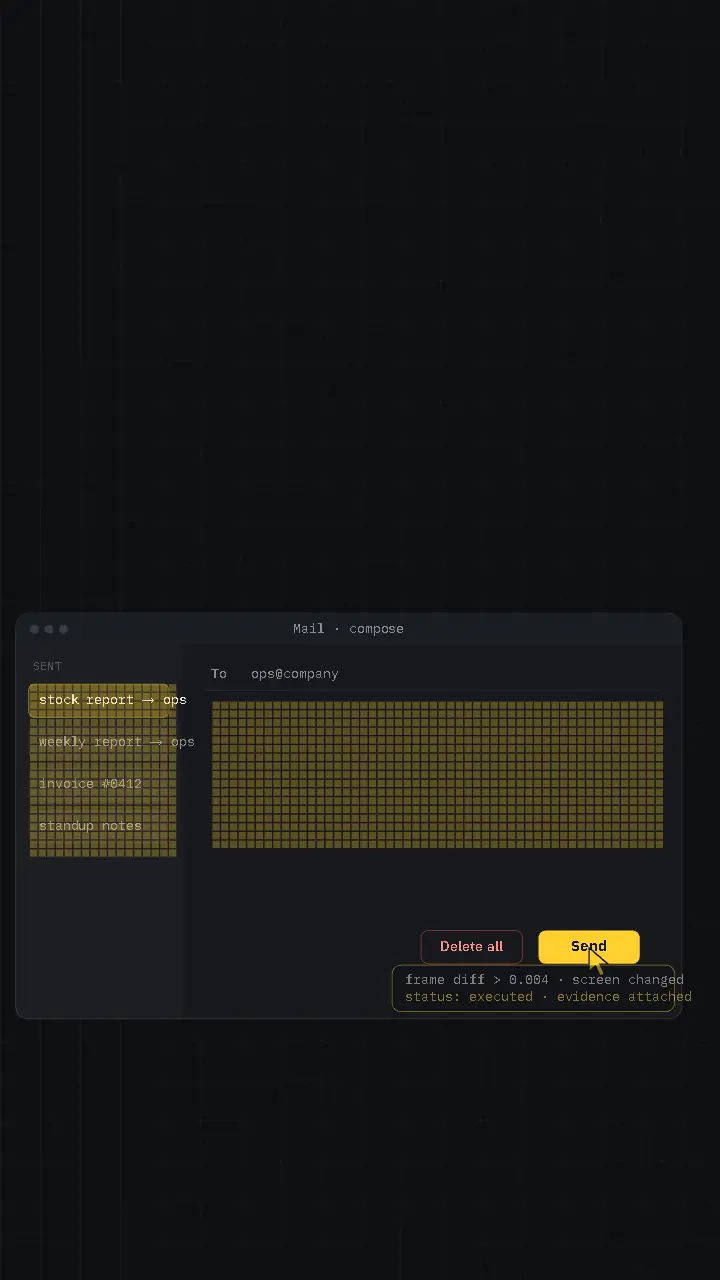 Mail · compose
SENT
stock report → ops
weekly report → ops
invoice #0412
standup notes
To ops@company
Delete all
Send
frame diff > 0.004 · screen changed
status: executed · evidence attached